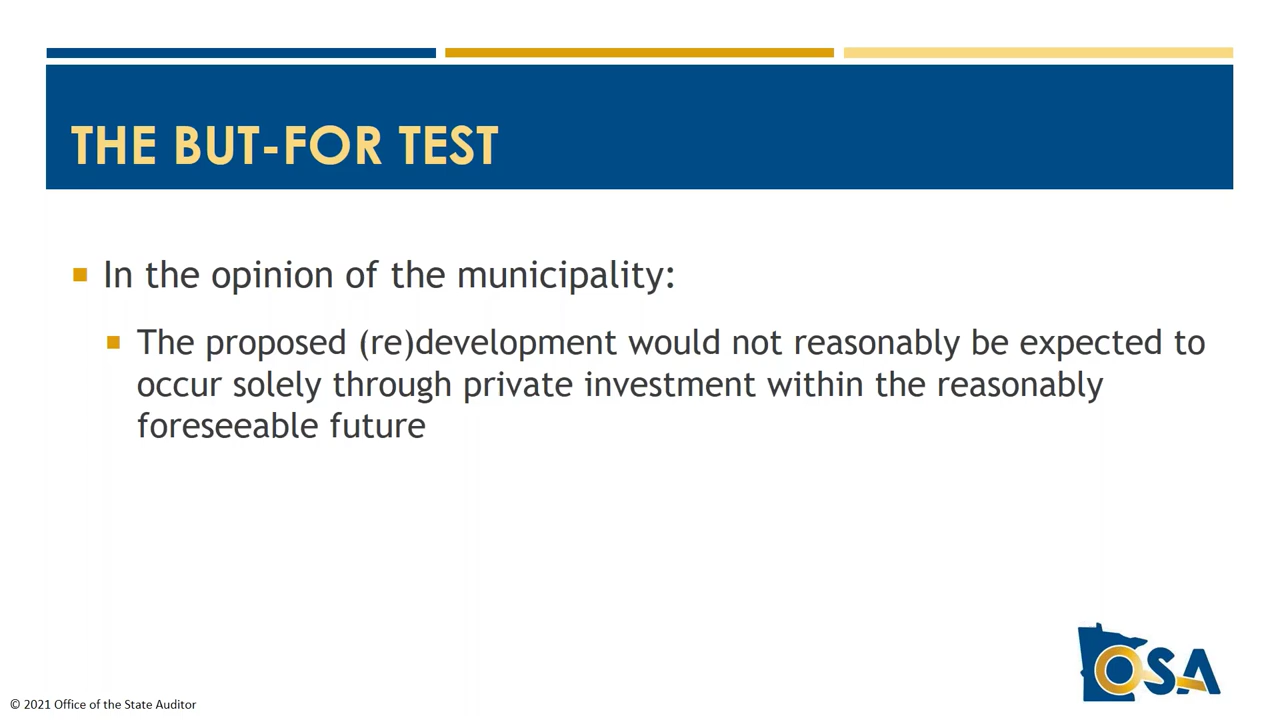 THE BUT-FOR TEST
In the opinion of the municipality:
The proposed (re)development would not reasonably be expected to
occur solely through private investment within the reasonably
foreseeable future
OSA
© 2021 Office of the State Auditor